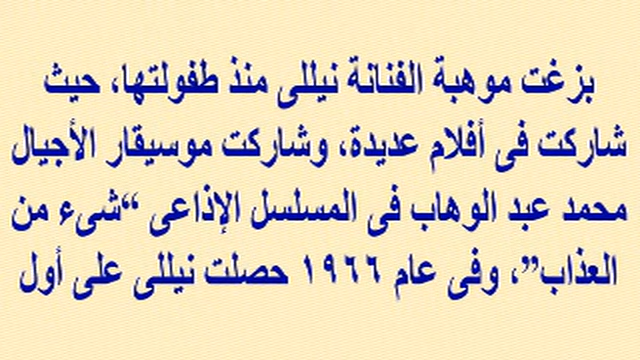 بزغت موهبة الفنانة نيللى منذ طفولتها، حيث
شاركت فى أفلام عديدة، وشاركت موسيقار الأجيال
محمد عبد الوهاب فى المسلسل الإذاعى “شىء من
العذاب”، وفى عام ١٩٦٦ حصلت نيللى على أول